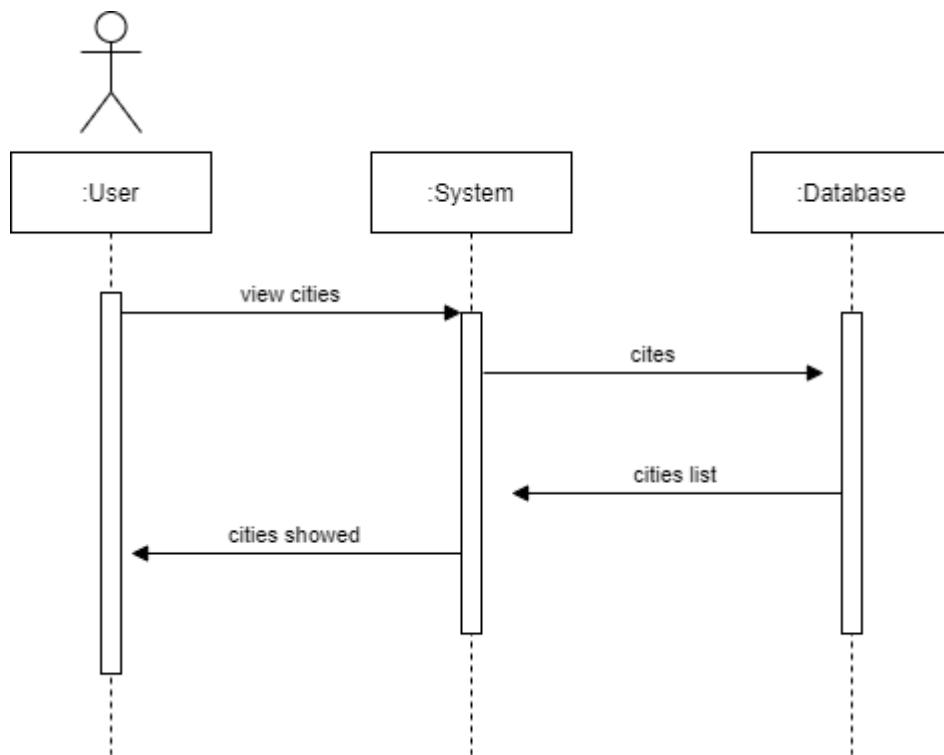 :User
:System
:Database
view cities
cites
cities list
cities showed